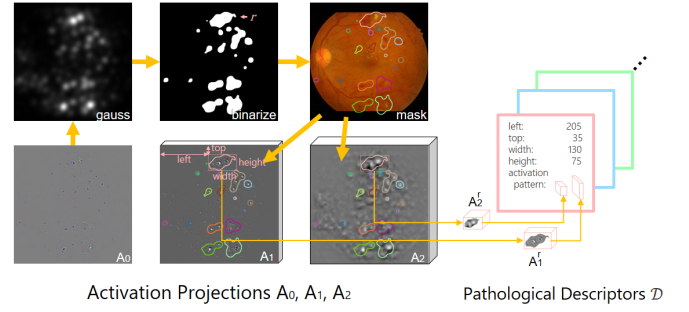 gauss
r
binarize
mask
A0
left
top
height
width
A1
A2
A2r
A1r
left: 205
top: 35
width: 130
height: 75
activation
pattern:
...
Activation Projections A0, A1, A2
Pathological Descriptors 𝒟